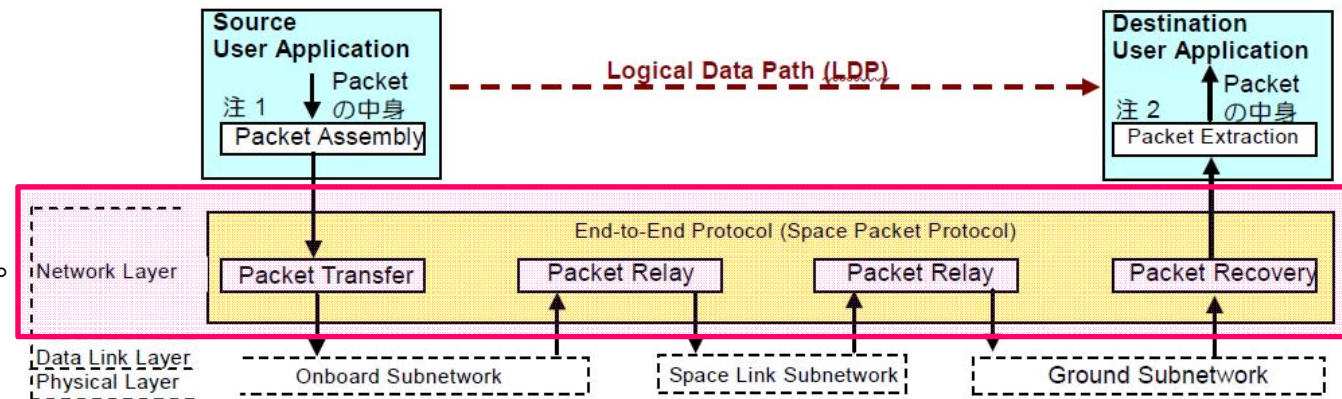 Source
User Application
Packet
の中身
注 1
Packet Assembly
Logical Data Path (LDP)
Destination
User Application
Packet
の中身
注 2
Packet Extraction
End-to-End Protocol (Space Packet Protocol)
。
Network Layer
Packet Transfer
Packet Relay
Packet Relay
Packet Recovery
Data Link Layer
Physical Layer
Onboard Subnetwork
Space Link Subnetwork
Ground Subnetwork